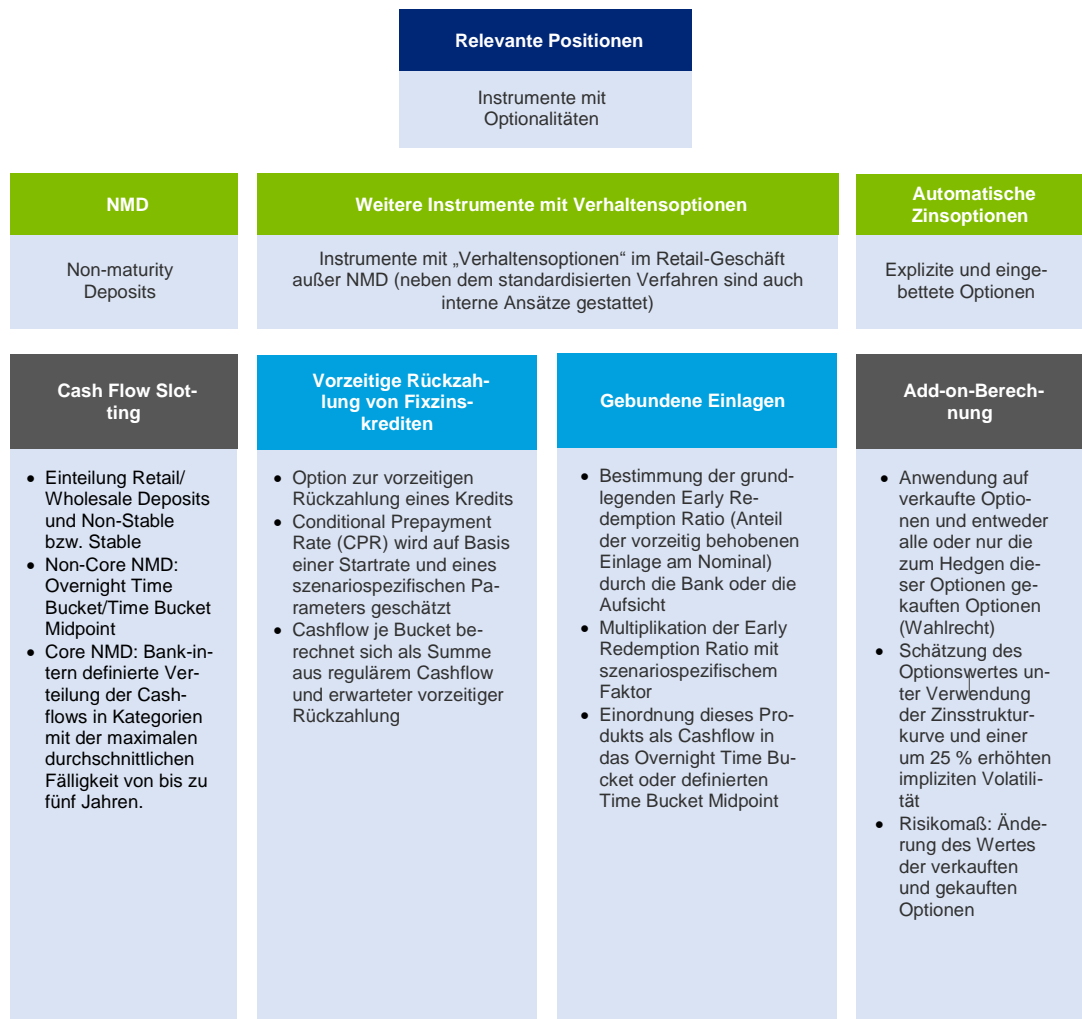 Relevante Positionen
Instrumente mit
Optionalitäten
NMD
Non-maturity
Deposits
Weitere Instrumente mit Verhaltensoptionen
Instrumente mit „Verhaltensoptionen“ im Retail-Geschäft
außer NMD (neben dem standardisierten Verfahren sind auch
interne Ansätze gestattet)
Automatische
Zinsoptionen
Explizite und einge-
bettete Optionen
Cash Flow Slot-
ting
• Einteilung Retail/
Wholesale Deposits
und Non-Stable
bzw. Stable
• Non-Core NMD:
Overnight Time
Bucket/Time Bucket
Midpoint
• Core NMD: Bank-in-
tern definierte Ver-
teilung der Cash-
flows in Kategorien
mit der maximalen
durchschnittlichen
Fälligkeit von bis zu
fünf Jahren.
Vorzeitige Rückzah-
lung von Fixzins-
krediten
• Option zur vorzeitigen
Rückzahlung eines Kredits
• Conditional Prepayment
Rate (CPR) wird auf Basis
einer Startrate und eines
szenariospezifischen Pa-
rameters geschätzt
• Cashflow je Bucket be-
rechnet sich als Summe
aus regulärem Cashflow
und erwarteter vorzeitiger
Rückzahlung
Gebundene Einlagen
• Bestimmung der grund-
legenden Early Re-
demption Ratio (Anteil
der vorzeitig behobenen
Einlage am Nominal)
durch die Bank oder die
Aufsicht
• Multiplikation der Early
Redemption Ratio mit
szenariospezifischem
Faktor
• Einordnung dieses Pro-
dukts als Cashflow in
das Overnight Time Bu-
cket oder definierten
Time Bucket Midpoint
Add-on-Berech-
nung
• Anwendung auf
verkaufte Optio-
nen und entweder
alle oder nur die
zum Hedgen die-
ser Optionen ge-
kauften Optionen
(Wahlrecht)
• Schätzung des
Optionswertes un-
ter Verwendung
der Zinsstruktur-
kurve und einer
um 25 % erhöhten
impliziten Volatili-
tät
• Risikomaß: Ände-
rung des Wertes
der verkauften
und gekauften
Optionen